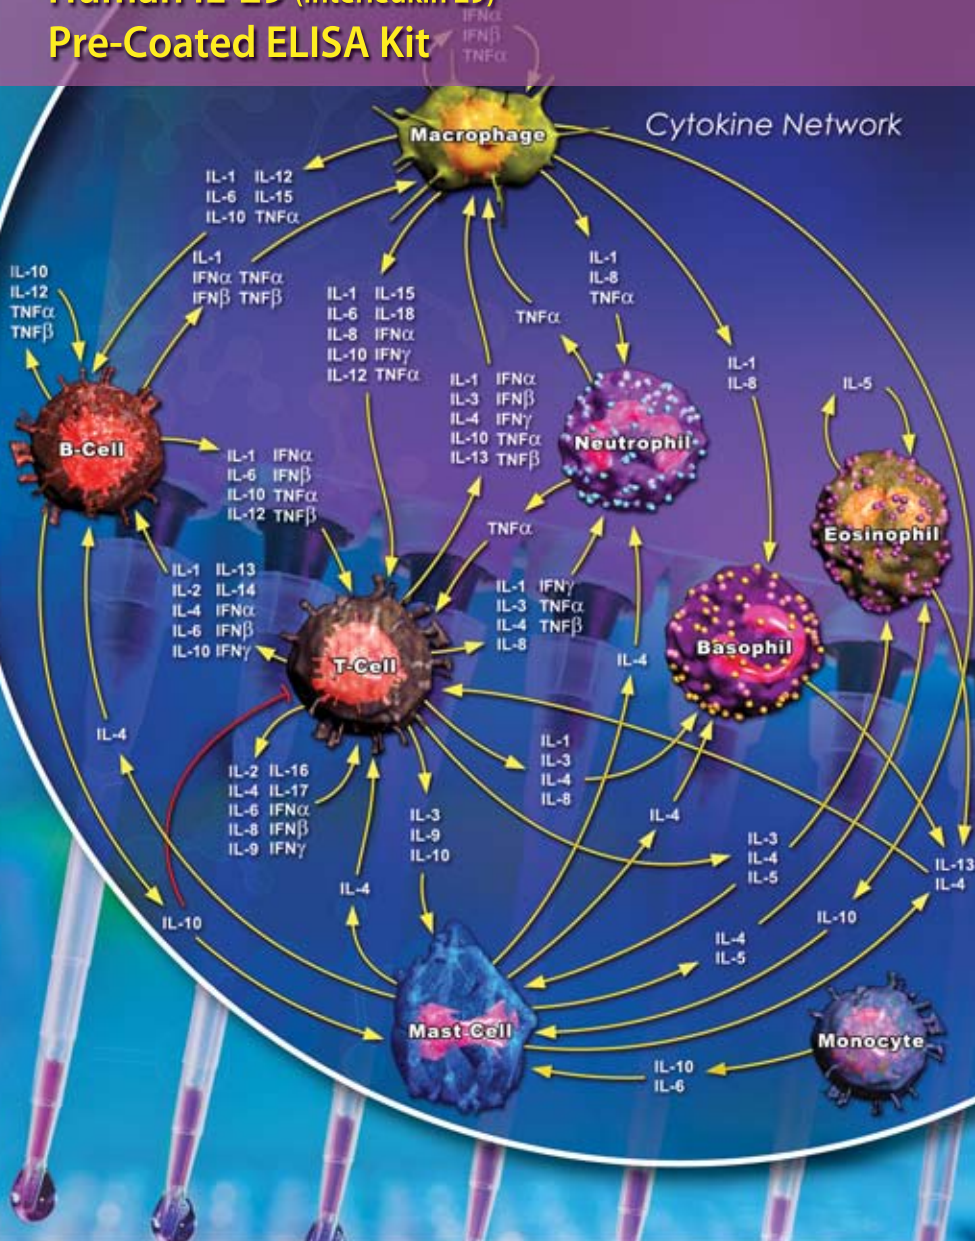 Human IL-29 (Interleukin 29)
Pre-Coated ELISA Kit
IFNα
IFNβ
TNFα
Cytokine Network
Macrophage
IL-1 IL-12
IL-6 IL-15
IL-10 TNFα
IL-1
IFNα TNFα
IFNβ TNFβ
IL-10
IL-12
TNFα
TNFβ
IL-1 IL-15
IL-6 IL-18
IL-8 IFNα
IL-10 IFNγ
IL-12 TNFα
IL-1
IL-8
TNFα
TNFα
IL-1
IL-8
IL-1 IFNα
IL-3 IFNβ
IL-4 IFNγ
IL-10 TNFα
IL-13 TNFβ
IL-5
B-Cell
Neutrophil
IL-1 IFNα
IL-6 IFNβ
IL-10 TNFα
IL-12 TNFβ
TNFα
Eosinophil
IL-1 IL-13
IL-2 IL-14
IL-4 IFNα
IL-6 IFNβ
IL-10 IFNγ
IL-1 IFNγ
IL-3 TNFα
IL-4 TNFβ
IL-8
T-Cell
IL-4
Basophil
IL-4
IL-2 IL-16
IL-4 IL-17
IL-6 IFNα
IL-8 IFNβ
IL-9 IFNγ
IL-1
IL-3
IL-4
IL-8
IL-3
IL-9
IL-10
IL-4
IL-3
IL-4
IL-5
IL-13
IL-4
IL-4
IL-10
IL-10
IL-4
IL-5
Mast Cell
Monocyte
IL-10
IL-6